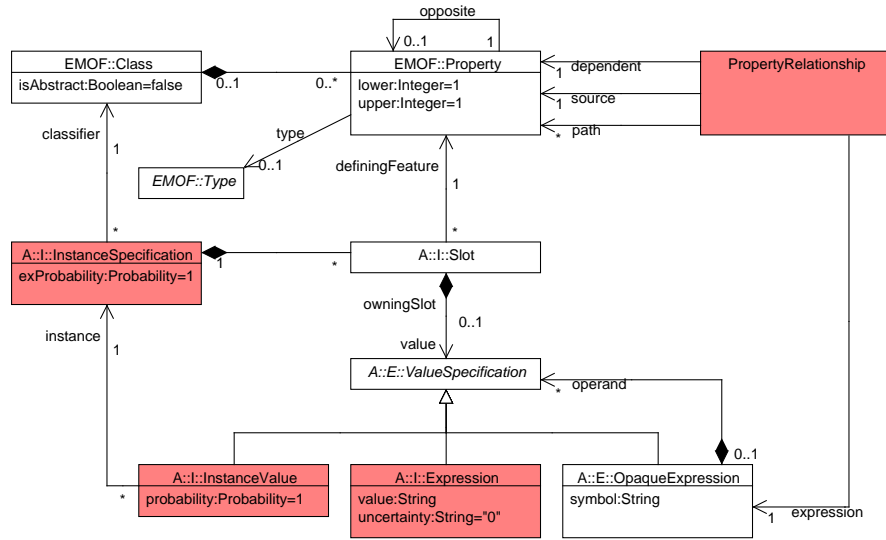 opposite
0..1
1
EMOF::Class
isAbstract:Boolean=false
0..1
0..*
EMOF::Property
lower:Integer=1
upper:Integer=1
1
dependent
1
source
*
path
PropertyRelationship
classifier
1
type
0..1
EMOF::Type
definingFeature
1
*
*
A::I::InstanceSpecification
exProbability:Probability=1
1
*
A::I::Slot
owningSlot
0..1
value
instance
1
A::E::ValueSpecification
*
operand
A::I::InstanceValue
probability:Probability=1
*
A::I::Expression
value:String
uncertainty:String="0"
A::E::OpaqueExpression
symbol:String
0..1
1
expression